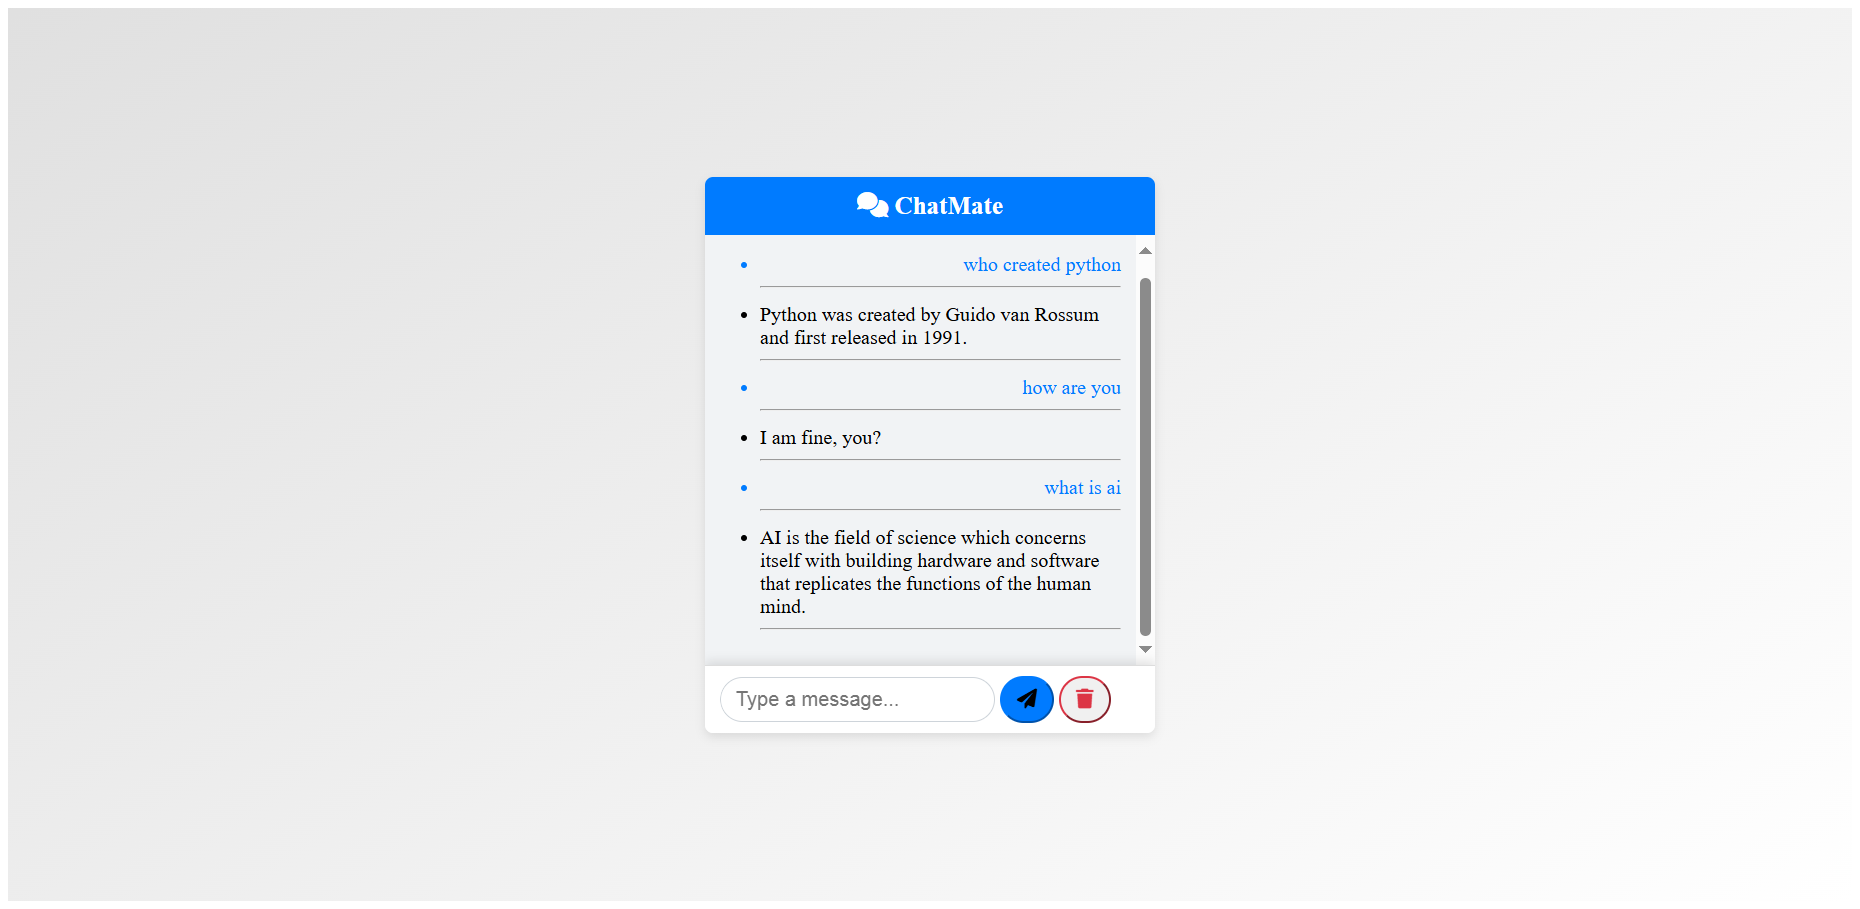 ChatMate
who created python
Python was created by Guido van Rossum
and first released in 1991.
how are you
I am fine, you?
what is ai
AI is the field of science which concerns
itself with building hardware and software
that replicates the functions of the human
mind.
Type a message...